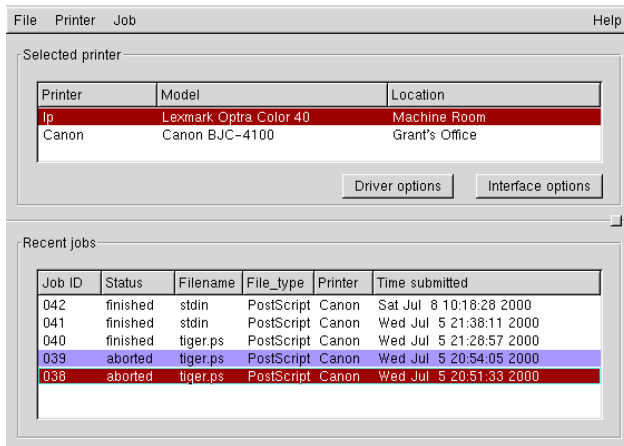 File Printer Job Help
Selected printer
Printer Model Location
lp Lexmark Optra Color 40 Machine Room
Canon Canon BJC-4100 Grant's Office
Driver options Interface options
Recent jobs
Job ID Status Filename File_type Printer Time submitted
042 finished stdin PostScript Canon Sat Jul 8 10:18:28 2000
041 finished stdin PostScript Canon Wed Jul 5 21:38:11 2000
040 finished tiger.ps PostScript Canon Wed Jul 5 21:28:57 2000
039 aborted tiger.ps PostScript Canon Wed Jul 5 20:54:05 2000
038 aborted tiger.ps PostScript Canon Wed Jul 5 20:51:33 2000